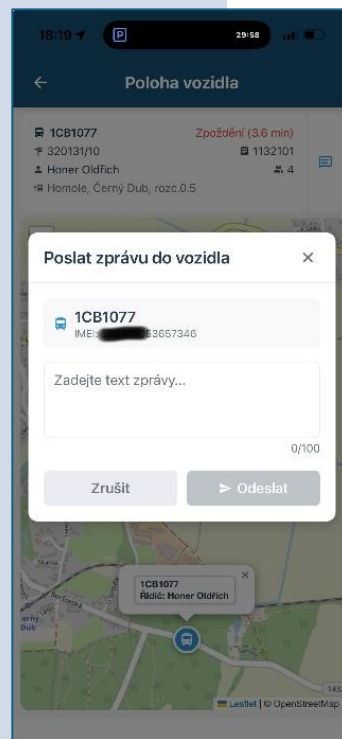 18:19
P
29:58
Poloha vozidla
1CB1077
Zpoždění (3.6 min)
320131/10
1132101
Honer Oldřich
4
Homole, Černý Dub, rozc.0.5
Poslat zprávu do vozidla
1CB1077
IMEI: 53657346
Zadejte text zprávy...
0/100
Zrušit
Odeslat
1CB1077
Řidič: Honer Oldřich
Dub
Leaflet | © OpenStreetMap